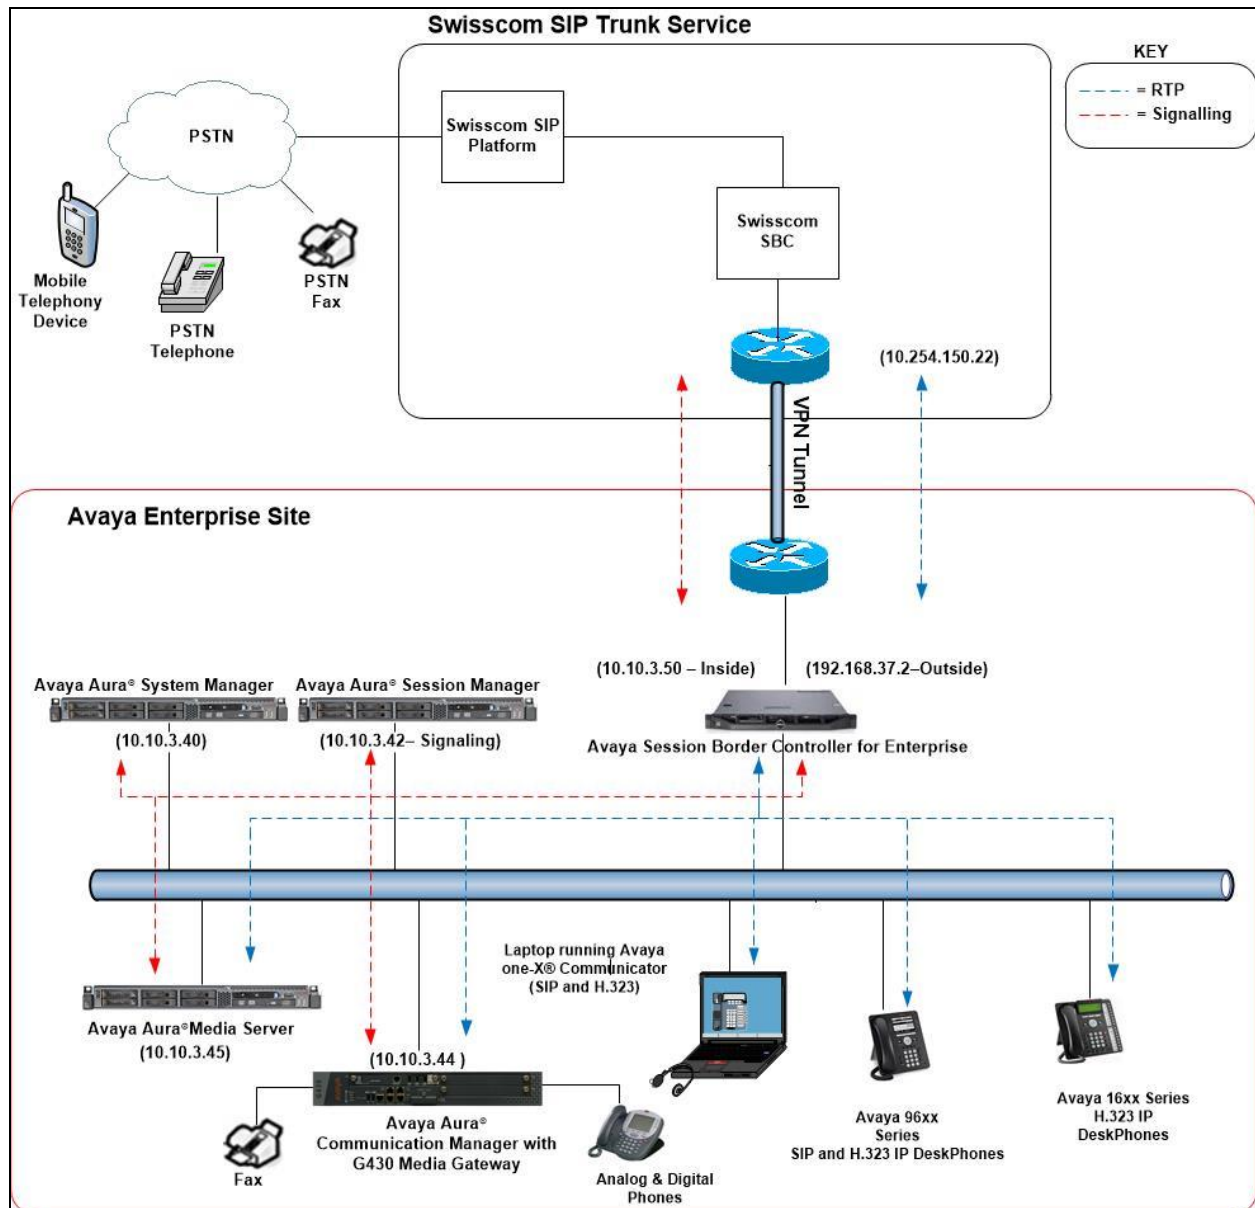 Swisscom SIP Trunk Service
KEY
= RTP
= Signalling
PSTN
Swisscom SIP
Platform
Swisscom
SBC
Mobile
Telephony
Device
PSTN
Telephone
PSTN
Fax
(10.254.150.22)
VPN Tunnel
Avaya Enterprise Site
(10.10.3.50 – Inside)
(192.168.37.2–Outside)
Avaya Aura® System Manager
Avaya Aura® Session Manager
(10.10.3.40)
(10.10.3.42– Signaling)
Avaya Session Border Controller for Enterprise
Laptop running Avaya
one-X® Communicator
(SIP and H.323)
Avaya Aura®Media Server
(10.10.3.45)
(10.10.3.44 )
Avaya Aura®
Communication Manager with
G430 Media Gateway
Fax
Analog & Digital
Phones
Avaya 96xx
Series
SIP and H.323 IP DeskPhones
Avaya 16xx Series
H.323 IP
DeskPhones